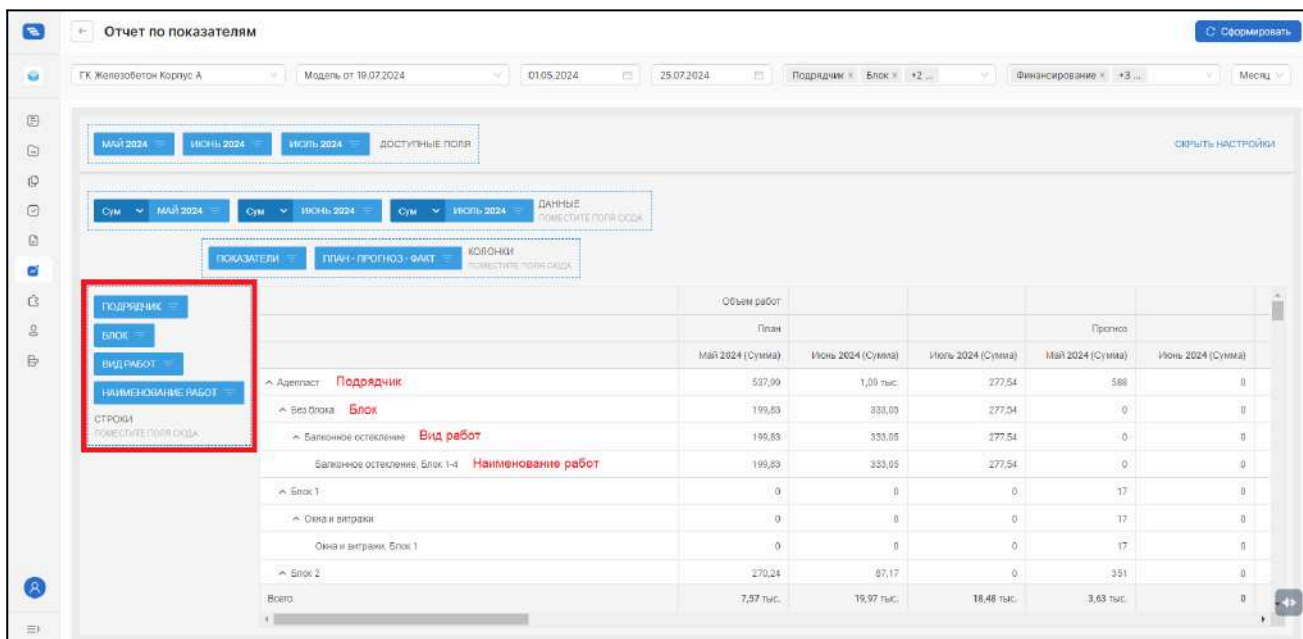 Отчет по показателям
Сформировать
ГК Железобетон Корпус А
Модель от 19.07.2024
01.05.2024
25.07.2024
Подрядчик × Блок × +2 ...
Финансирование × +3 ...
Месяц
МАЙ 2024 ИЮНЬ 2024 ИЮЛЬ 2024 ДОСТУПНЫЕ ПОЛЯ
СКРЫТЬ НАСТРОЙКИ
Сум МАЙ 2024 Сум ИЮНЬ 2024 Сум ИЮЛЬ 2024 ДАННЫЕ
ПОМЕСТИТЕ ПОЛЯ СЮДА
ПОКАЗАТЕЛИ ПЛАН - ПРОГНОЗ - ФАКТ КОЛОНКИ
ПОМЕСТИТЕ ПОЛЯ СЮДА
ПОДРЯДЧИК
БЛОК
ВИД РАБОТ
НАИМЕНОВАНИЕ РАБОТ
СТРОКИ
ПОМЕСТИТЕ ПОЛЯ СЮДА
Объем работ
План Прогноз
Май 2024 (Сумма) Июнь 2024 (Сумма) Июль 2024 (Сумма) Май 2024 (Сумма) Июнь 2024 (Сумма)
Адепласт Подрядчик 537,99 1,09 тыс. 277,54 588 0
Без блока Блок 199,83 333,05 277,54 0 0
Балконное остекление Вид работ 199,83 333,05 277,54 0 0
Балконное остекление, Блок 1-4 Наименование работ 199,83 333,05 277,54 0 0
Блок 1 0 0 0 17 0
Окна и витражи 0 0 0 17 0
Окна и витражи, Блок 1 0 0 0 17 0
Блок 2 270,24 87,17 0 351 0
Всего 7,57 тыс. 19,97 тыс. 18,48 тыс. 3,63 тыс. 0